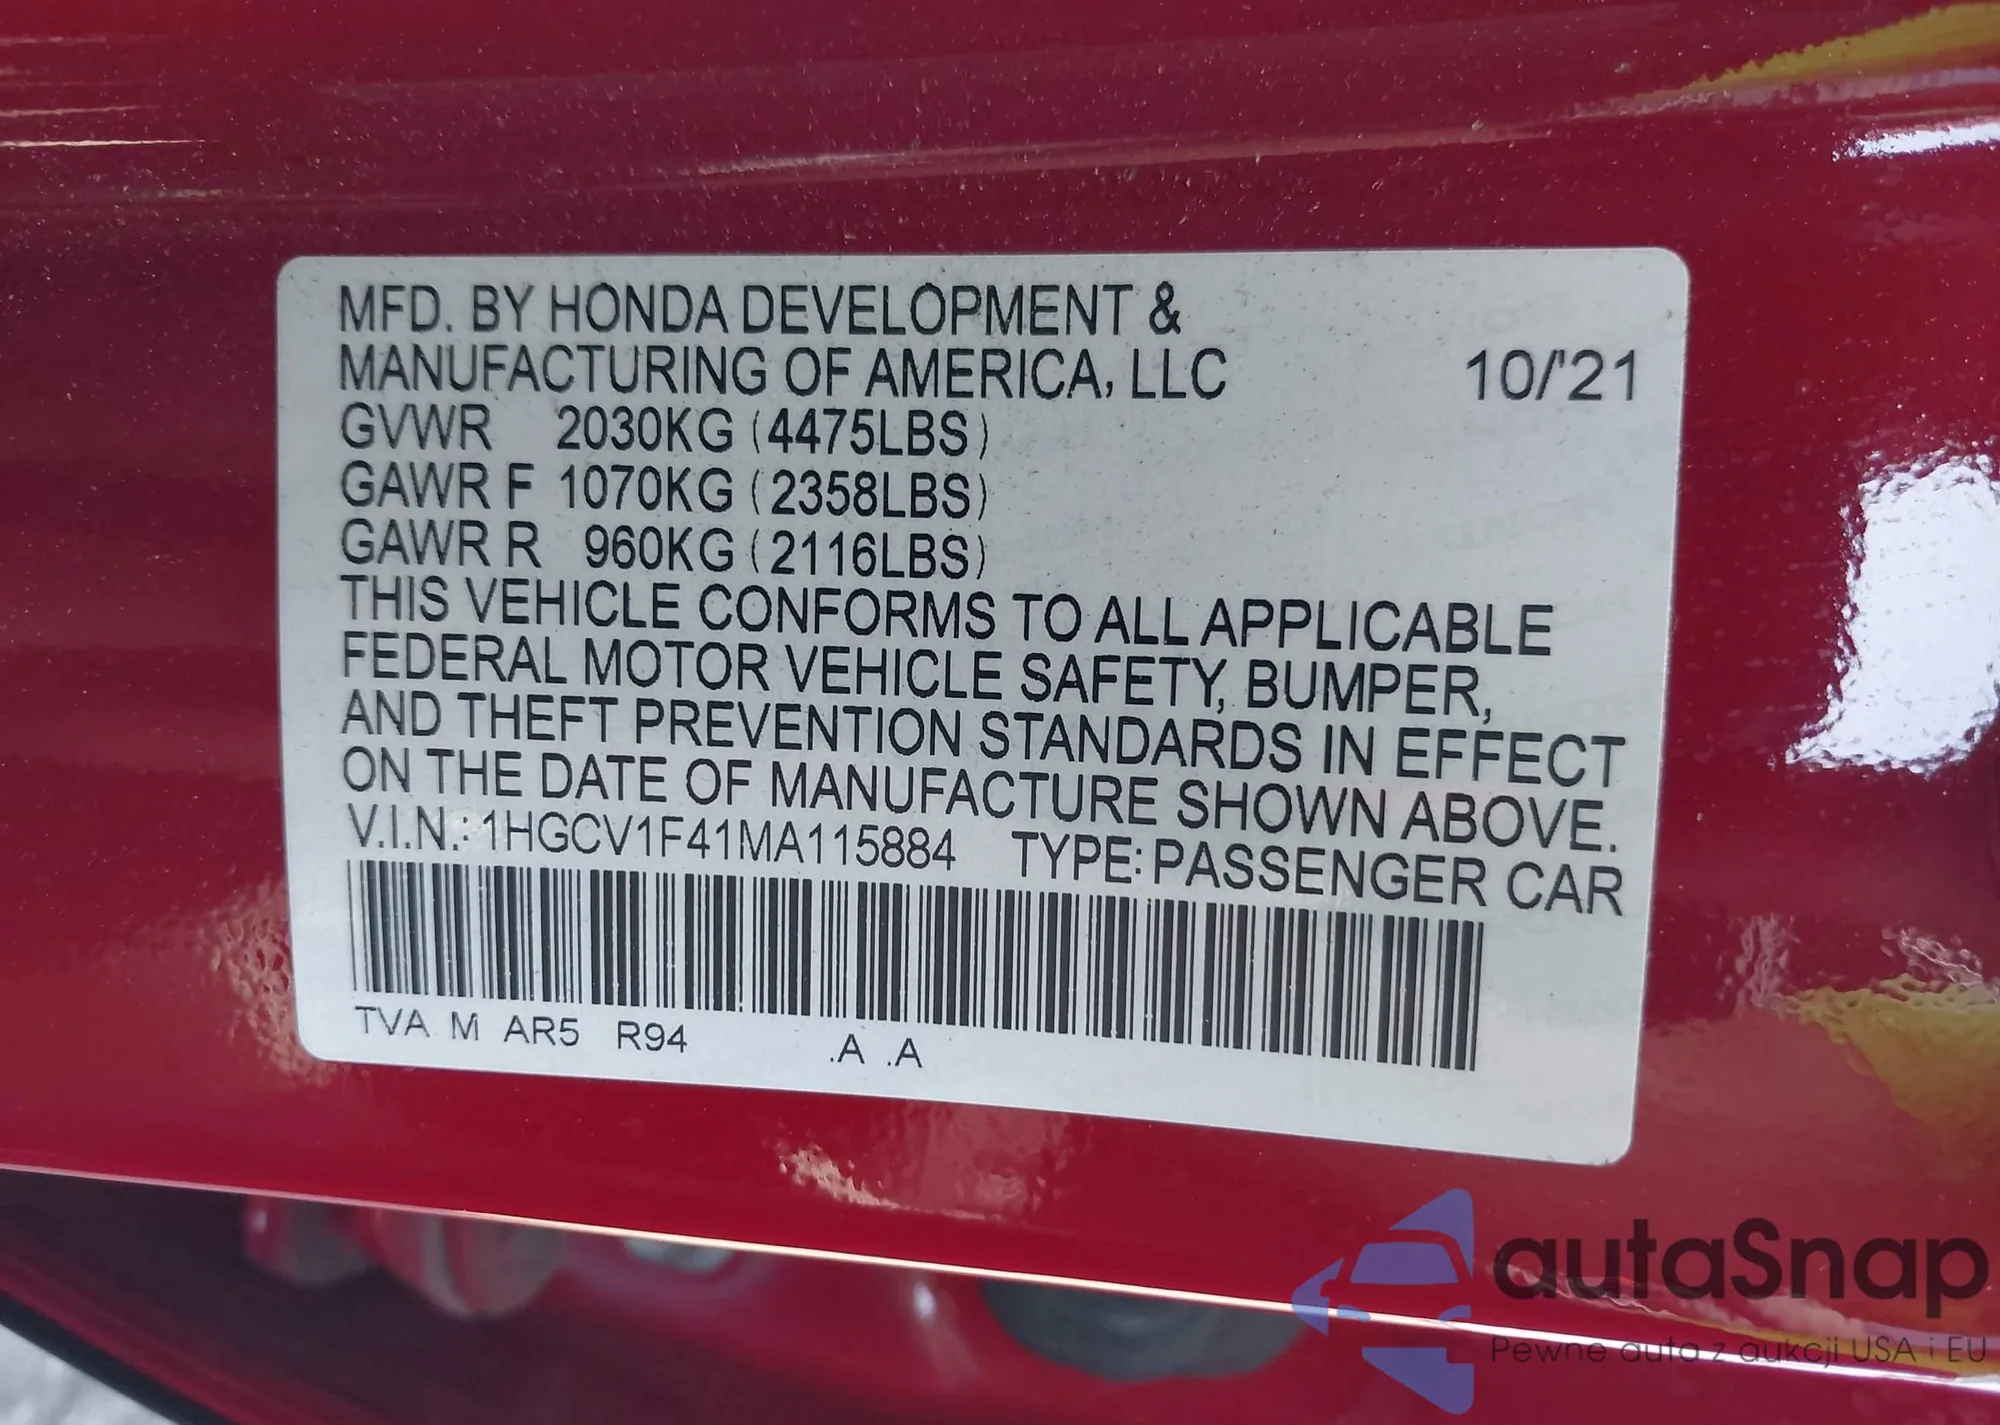 MFD. BY HONDA DEVELOPMENT &
MANUFACTURING OF AMERICA, LLC 10/'21
GVWR 2030KG (4475LBS)
GAWR F 1070KG (2358LBS)
GAWR R 960KG (2116LBS)
THIS VEHICLE CONFORMS TO ALL APPLICABLE
FEDERAL MOTOR VEHICLE SAFETY, BUMPER,
AND THEFT PREVENTION STANDARDS IN EFFECT
ON THE DATE OF MANUFACTURE SHOWN ABOVE.
V.I.N.: 1HGCV1F41MA115884 TYPE: PASSENGER CAR
TVA M AR5 R94 .A .A
autaSnap
Pewne auta z aukcji USA i EU